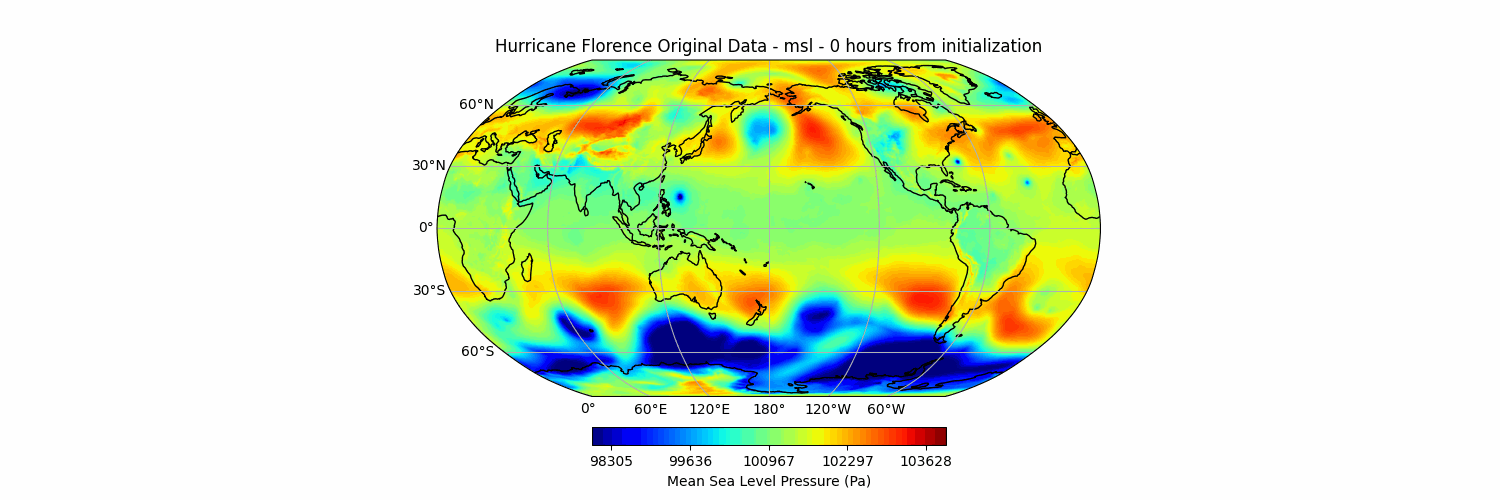 Hurricane Florence Original Data - msl - 0 hours from initialization
60°N
30°N
0°
30°S
60°S
0° 60°E 120°E 180° 120°W 60°W
98305 99636 100967 102297 103628
Mean Sea Level Pressure (Pa)